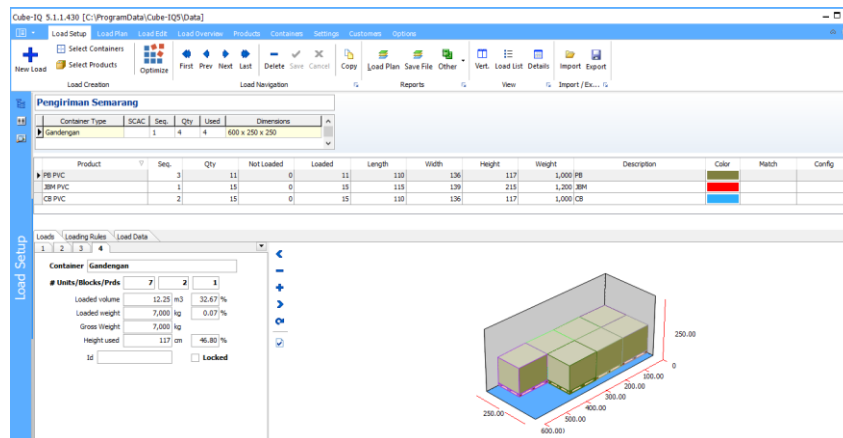 Cube-IQ 5.1.1.430 [C:\ProgramData\Cube-IQ5\Data]
Load Setup Load Plan Load Edit Load Overview Products Containers Settings Customers Options
New Load Select Containers Select Products Optimize First Prev Next Last Delete Save Cancel Copy Load Plan Save File Other Vert. Load List Details Import Export
Load Creation Load Navigation Reports View Import / Ex...
Pengiriman Semarang
Container Type SCAC Seq. Qty Used Dimensions
Gandengan 1 4 4 600 x 250 x 250
Product Seq. Qty Not Loaded Loaded Length Width Height Weight Description Color Match Config
PB PVC 3 11 0 11 110 136 117 1,000 PB
JBM PVC 1 15 0 15 115 139 215 1,200 JBM
CB PVC 2 15 0 15 110 136 117 1,000 CB
Load Setup
Loads Loading Rules Load Data
1 2 3 4
Container Gandengan
# Units/Blocks/Prds 7 2 1
Loaded volume 12.25 m3 32.67 %
Loaded weight 7,000 kg 0.07 %
Gross Weight 7,000 kg
Height used 117 cm 46.80 %
Id Locked
250.00
0
100.00
200.00
300.00
400.00
500.00
600.00)
250.00